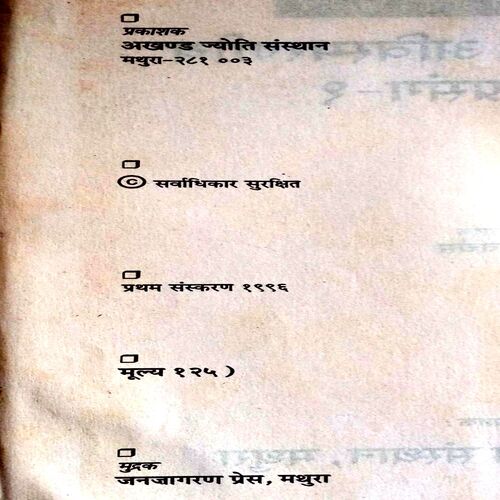 प्रकाशक
अखण्ड ज्योति संस्थान
मथुरा-२८१ ००३
© सर्वाधिकार सुरक्षित
प्रथम संस्करण १९९६
मूल्य १२५ )
मुद्रक
जनजागरण प्रेस, मथुरा